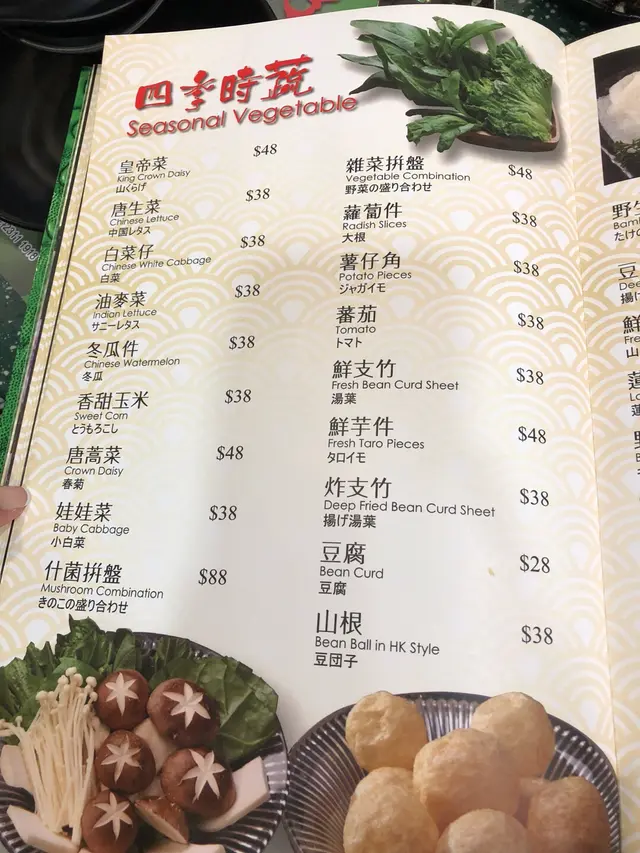 四季時蔬
Seasonal Vegetable
皇帝菜 $48
King Crown Daisy
山くらげ
唐生菜 $38
Chinese Lettuce
中国レタス
白菜仔 $38
Chinese White Cabbage
白菜
油麥菜 $38
Indian Lettuce
サニーレタス
冬瓜件 $38
Chinese Watermelon
冬瓜
香甜玉米 $38
Sweet Corn
とうもろこし
唐蒿菜 $48
Crown Daisy
春菊
娃娃菜 $38
Baby Cabbage
小白菜
什菌拼盤 $88
Mushroom Combination
きのこの盛り合わせ
雜菜拼盤 $48
Vegetable Combination
野菜の盛り合わせ
蘿蔔件 $38
Radish Slices
大根
薯仔角 $38
Potato Pieces
ジャガイモ
蕃茄 $38
Tomato
トマト
鮮支竹 $38
Fresh Bean Curd Sheet
湯葉
鮮芋件 $48
Fresh Taro Pieces
タロイモ
炸支竹 $38
Deep Fried Bean Curd Sheet
揚げ湯葉
豆腐 $28
Bean Curd
豆腐
山根 $38
Bean Ball in HK Style
豆団子